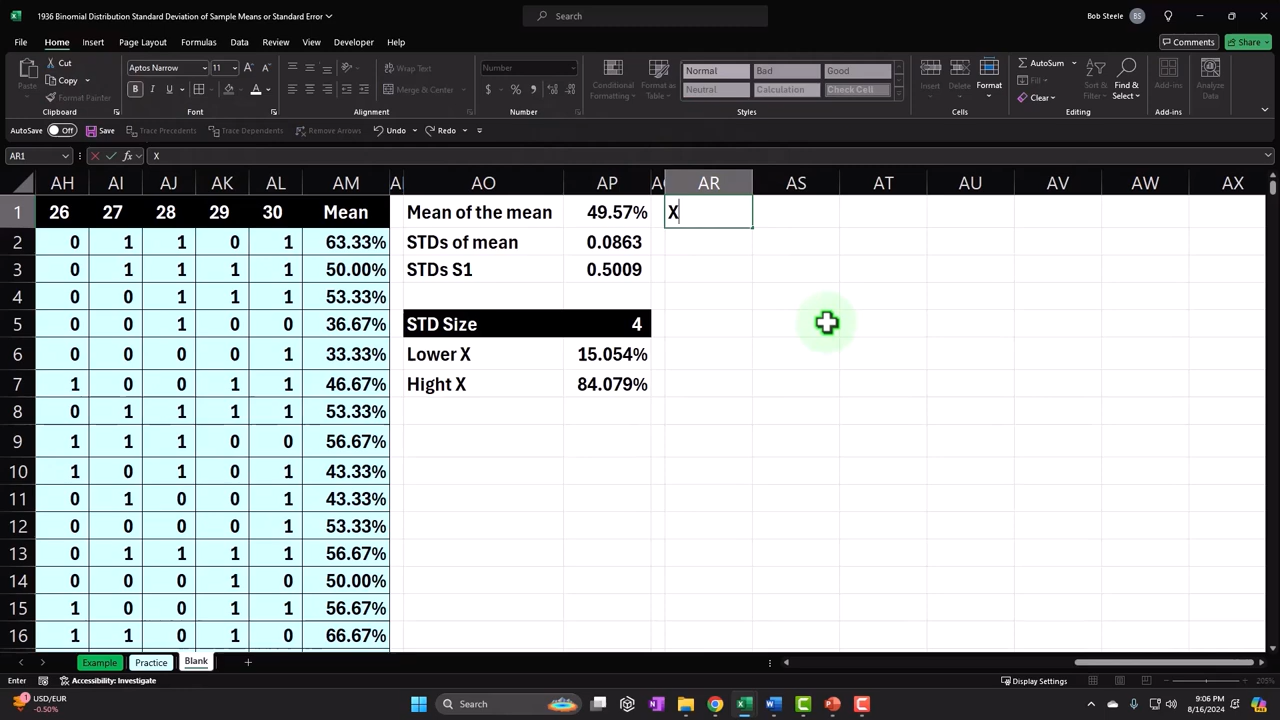 1936 Binomial Distribution Standard Deviation of Sample Means or Standard Error
Search
Bob Steele BS
File Home Insert Page Layout Formulas Data Review View Developer Help
Comments Share
Cut
Copy
Format Painter
Paste
Clipboard
Aptos Narrow 11
Font
Wrap Text
Merge & Center
Alignment
Number
Number
Conditional Formatting
Format as Table
Normal Bad Good
Neutral Calculation Check Cell
Styles
Insert Delete Format
Cells
AutoSum
Fill
Clear
Sort & Filter
Find & Select
Editing
Add-ins
Add-ins
Analyze Data
AutoSave Off Save Trace Precedents Trace Dependents Remove Arrows Undo Redo
AR1 fx X
AH AI AJ AK AL AM AO AP AR AS AT AU AV AW AX
1 26 27 28 29 30 Mean Mean of the mean 49.57% X
2 0 1 1 0 1 63.33% STDs of mean 0.0863
3 0 1 1 1 1 50.00% STDs S1 0.5009
4 0 0 1 1 1 53.33%
5 0 1 1 0 0 36.67% STD Size 4
6 0 0 0 0 1 33.33% Lower X 15.054%
7 1 0 0 1 1 46.67% Hight X 84.079%
8 0 1 1 1 1 53.33%
9 1 1 1 0 0 56.67%
10 1 0 1 0 1 43.33%
11 0 1 0 0 1 43.33%
12 0 0 0 0 1 53.33%
13 0 1 1 1 1 56.67%
14 0 0 0 1 0 50.00%
15 1 0 0 1 1 56.67%
16 1 1 0 1 0 66.67%
Example Practice Blank
Enter Accessibility: Investigate Display Settings 205%
USD/EUR
-0.50%
Search
9:06 PM
8/16/2024